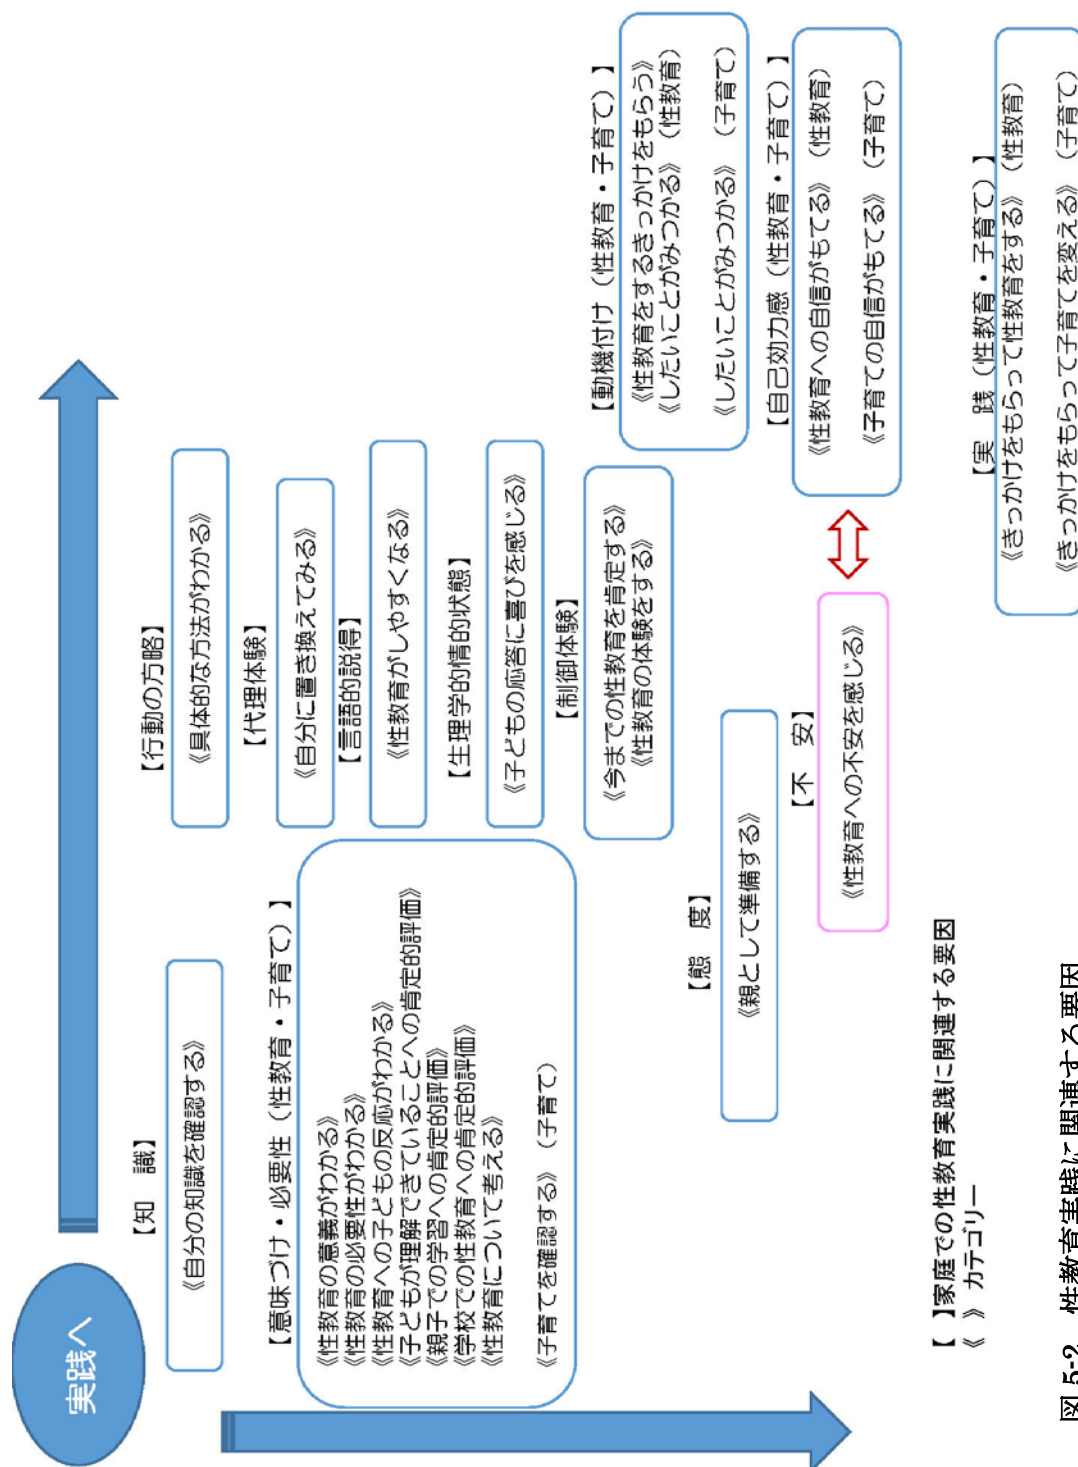 実践へ
【知　識】
《自分の知識を確認する》
【意味づけ・必要性（性教育・子育て）】
《性教育の意義がわかる》
《性教育の必要性がわかる》
《性教育への子どもの反応がわかる》
《子どもが理解できていることへの肯定的評価》
《親子での学習への肯定的評価》
《学校での性教育への肯定的評価》
《性教育について考える》
《子育てを確認する》（子育て）
【行動の方略】
《具体的な方法がわかる》
【代理体験】
《自分に置き換えてみる》
【言語的説得】
《性教育がしやすくなる》
【生理学的情的状態】
《子どもの応答に喜びを感じる》
【制御体験】
《今までの性教育を肯定する》
《性教育の体験をする》
【態　度】
《親として準備する》
【不　安】
《性教育への不安を感じる》
【動機付け（性教育・子育て）】
《性教育をするきっかけをもらう》
《したいことがみつかる》（性教育）
《したいことがみつかる》（子育て）
【自己効力感（性教育・子育て）】
《性教育への自信がもてる》（性教育）
《子育ての自信がもてる》（子育て）
【実　践（性教育・子育て）】
《きっかけをもらって性教育をする》（性教育）
《きっかけをもらって子育てを変える》（子育て）
【　】家庭での性教育実践に関連する要因
《　》カテゴリー
図 5-2　性教育実践に関連する要因